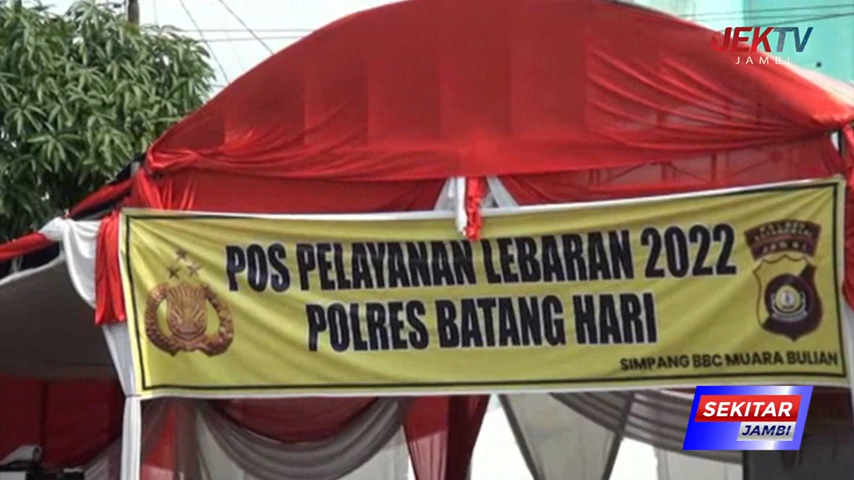 JEKTV
JAMBI
POS PELAYANAN LEBARAN 2022
POLRES BATANG HARI
SIMPANG BBC MUARA BULIAN
SEKITAR
JAMBI